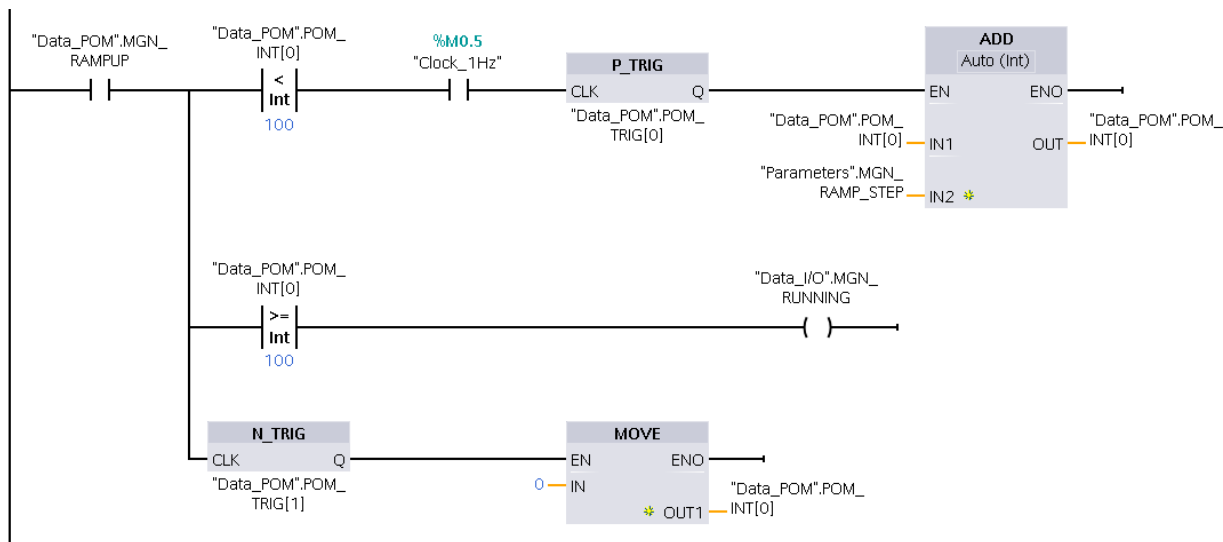 "Data_POM".MGN_
RAMPUP
"Data_POM".POM_
INT[0]
<
Int
100
%M0.5
"Clock_1Hz"
P_TRIG
CLK Q
"Data_POM".POM_
TRIG[0]
ADD
Auto (Int)
EN ENO
"Data_POM".POM_
INT[0]
IN1
OUT
"Data_POM".POM_
INT[0]
"Parameters".MGN_
RAMP_STEP
IN2
"Data_POM".POM_
INT[0]
>=
Int
100
"Data_I/O".MGN_
RUNNING
N_TRIG
CLK Q
"Data_POM".POM_
TRIG[1]
MOVE
EN ENO
0 IN
OUT1
"Data_POM".POM_
INT[0]